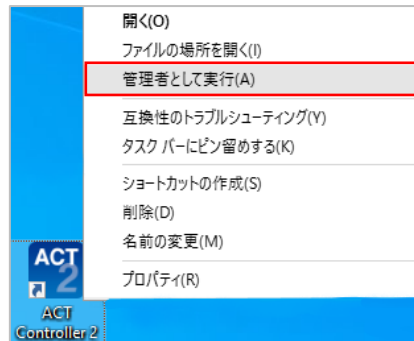 開く(O)
ファイルの場所を開く(I)
管理者として実行(A)
互換性のトラブルシューティング(Y)
タスク バーにピン留めする(K)
ショートカットの作成(S)
削除(D)
名前の変更(M)
プロパティ(R)
ACT
2
ACT
Controller 2